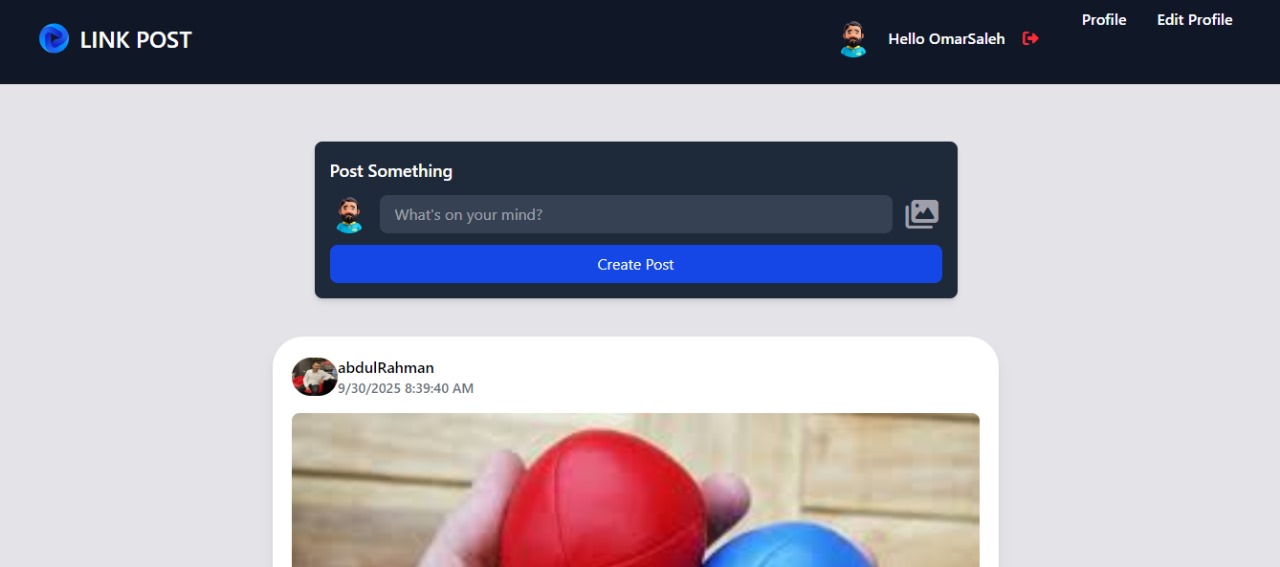 LINK POST
Hello OmarSaleh
Profile
Edit Profile
Post Something
What's on your mind?
Create Post
abdulRahman
9/30/2025 8:39:40 AM